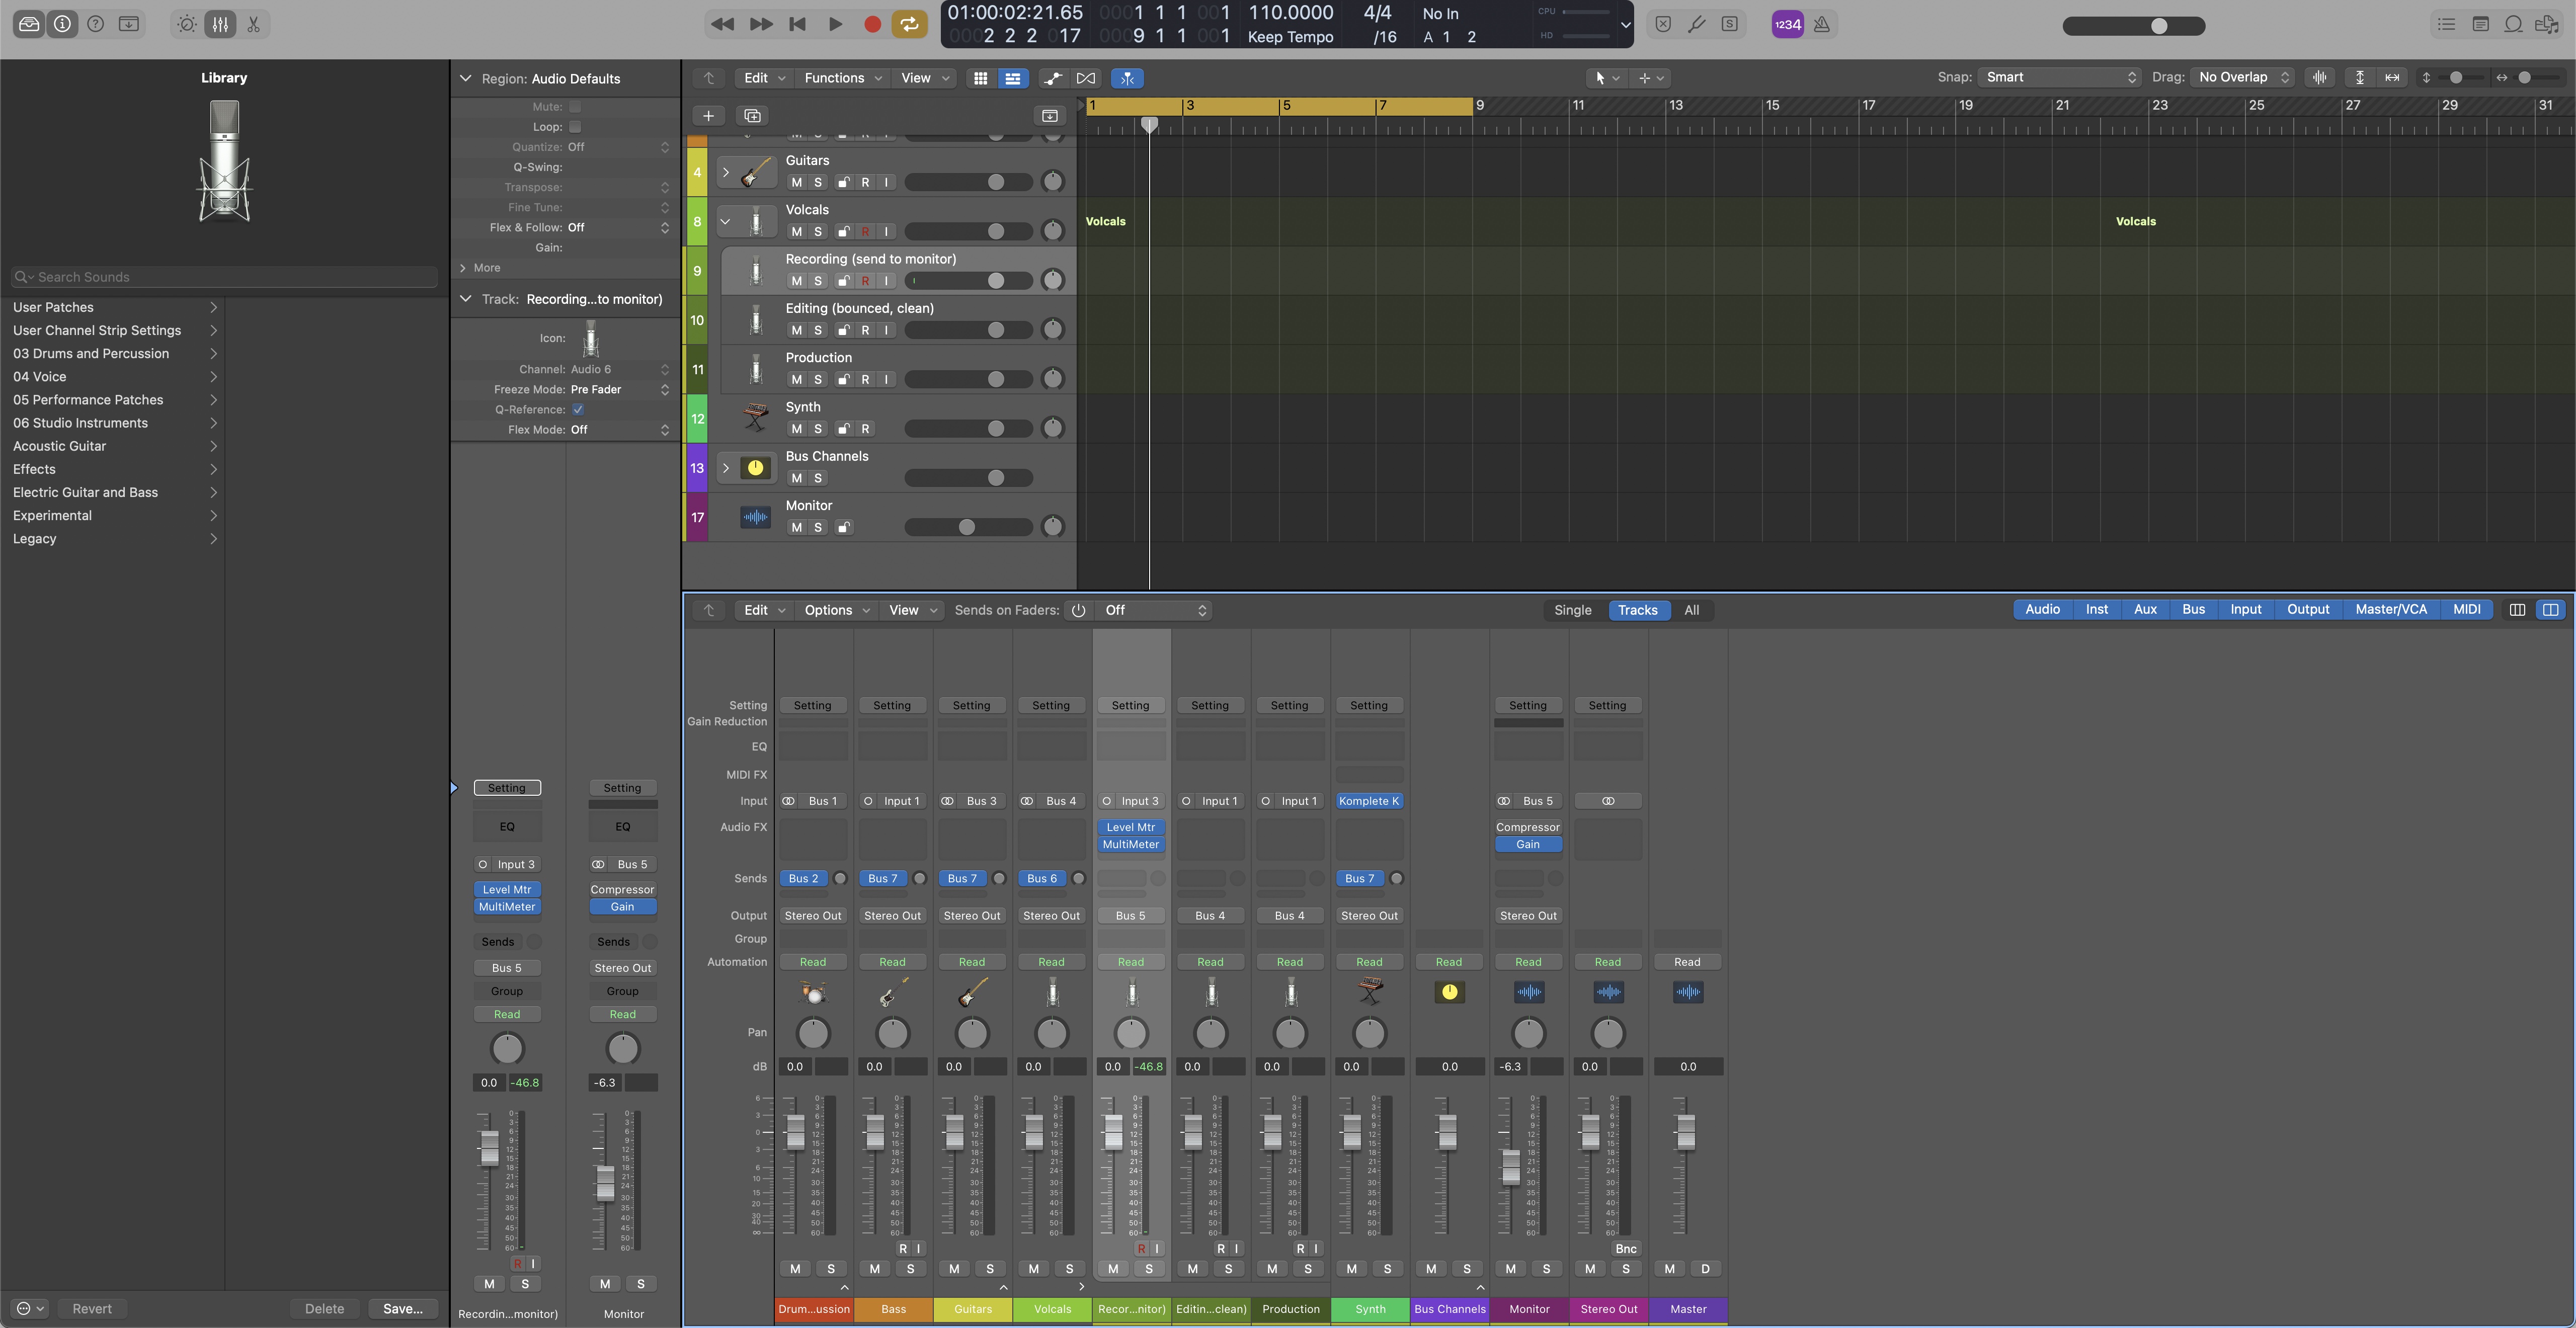 01:00:02:21.65
0002 2 2 017
0001 1 1 001
0009 1 1 001
110.0000
Keep Tempo
4/4
/16
No In
A 1 2
CPU
HD
1234
Library
Search Sounds
User Patches
User Channel Strip Settings
03 Drums and Percussion
04 Voice
05 Performance Patches
06 Studio Instruments
Acoustic Guitar
Effects
Electric Guitar and Bass
Experimental
Legacy
Revert
Delete
Save...
Region: Audio Defaults
Mute:
Loop:
Quantize: Off
Q-Swing:
Transpose:
Fine Tune:
Flex & Follow: Off
Gain:
More
Track: Recording...to monitor)
Icon:
Channel: Audio 6
Freeze Mode: Pre Fader
Q-Reference:
Flex Mode: Off
Setting Setting
EQ EQ
Input 3 Bus 5
Level Mtr Compressor
MultiMeter Gain
Sends Sends
Bus 5 Stereo Out
Group Group
Read Read
0.0 -46.8 -6.3
R I
M S M S
Recordin...monitor) Monitor
Edit Functions View
Snap: Smart Drag: No Overlap
1 3 5 7 9 11 13 15 17 19 21 23 25 27 29 31
4 Guitars
M S R I
8 Volcals
M S R I
Volcals Volcals
9 Recording (send to monitor)
M S R I
10 Editing (bounced, clean)
M S R I
11 Production
M S R I
12 Synth
M S R
13 Bus Channels
M S
17 Monitor
M S
Edit Options View Sends on Faders: Off
Single Tracks All
Audio Inst Aux Bus Input Output Master/VCA MIDI
Setting Setting Setting Setting Setting Setting Setting Setting Setting Setting Setting
Gain Reduction
EQ
MIDI FX
Input Bus 1 Input 1 Bus 3 Bus 4 Input 3 Input 1 Input 1 Komplete K Bus 5
Audio FX Level Mtr Compressor
MultiMeter Gain
Sends Bus 2 Bus 7 Bus 7 Bus 6 Bus 7
Output Stereo Out Stereo Out Stereo Out Stereo Out Bus 5 Bus 4 Bus 4 Stereo Out Stereo Out
Group
Automation Read Read Read Read Read Read Read Read Read Read Read Read
Pan
dB 0.0 0.0 0.0 0.0 0.0 -46.8 0.0 0.0 0.0 0.0 -6.3 0.0 0.0
R I R I R I R I Bnc
M S M S M S M S M S M S M S M S M S M S M S M D
Drum...ussion Bass Guitars Volcals Recor...nitor) Editin...clean) Production Synth Bus Channels Monitor Stereo Out Master